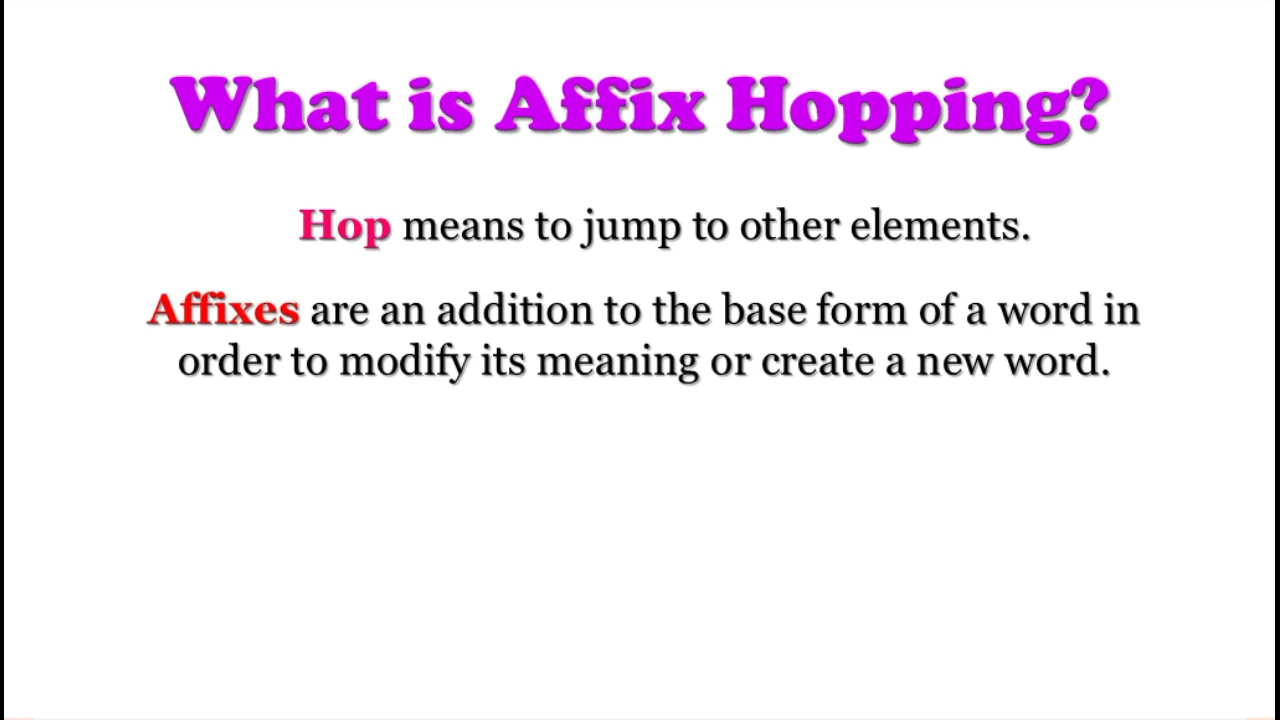 What is Affix Hopping?
Hop means to jump to other elements.
Affixes are an addition to the base form of a word in
order to modify its meaning or create a new word.